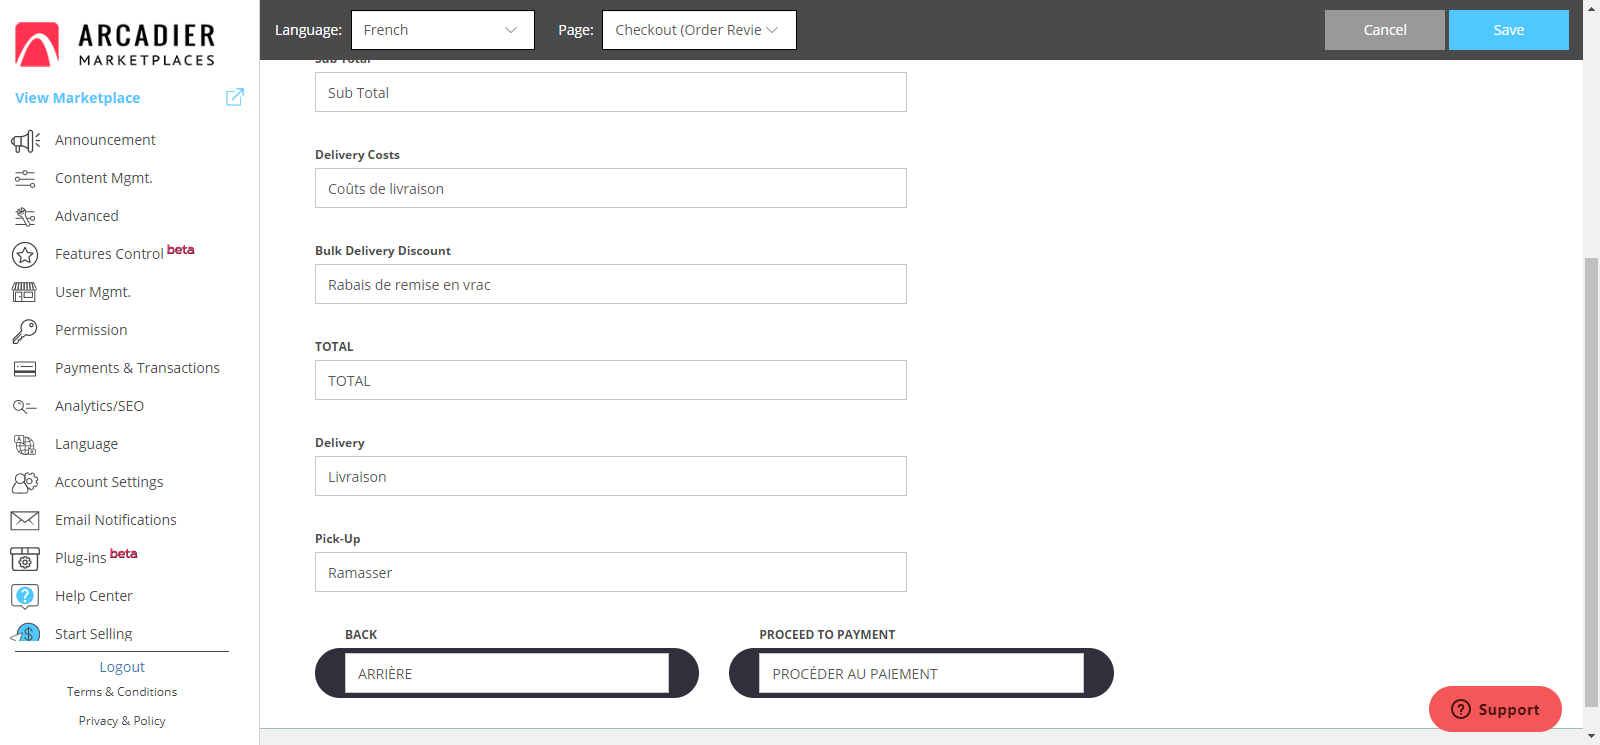 ARCADIER
MARKETPLACES
View Marketplace
Announcement
Content Mgmt.
Advanced
Features Control beta
User Mgmt.
Permission
Payments & Transactions
Analytics/SEO
Language
Account Settings
Email Notifications
Plug-ins beta
Help Center
Start Selling
Logout
Terms & Conditions
Privacy & Policy
Language: French Page: Checkout (Order Revie Cancel Save
Sub Total
Sub Total
Delivery Costs
Coûts de livraison
Bulk Delivery Discount
Rabais de remise en vrac
TOTAL
TOTAL
Delivery
Livraison
Pick-Up
Ramasser
BACK
ARRIÈRE
PROCEED TO PAYMENT
PROCÉDER AU PAIEMENT
Support